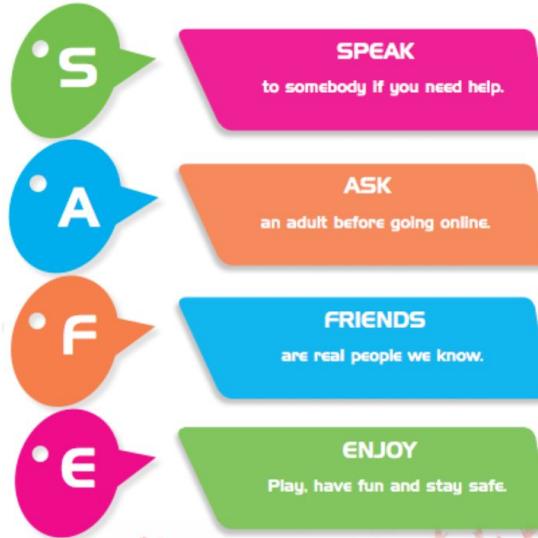 S
SPEAK
to somebody if you need help.
A
ASK
an adult before going online.
F
FRIENDS
are real people we know.
E
ENJOY
Play, have fun and stay safe.